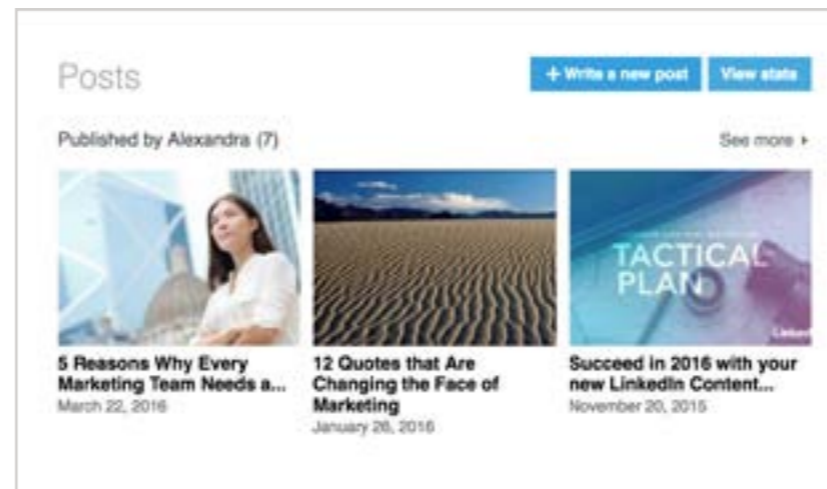 Posts
+ Write a new post
View stats
Published by Alexandra (7)
See more
TACTICAL
PLAN
5 Reasons Why Every
Marketing Team Needs a...
March 22, 2016
12 Quotes that Are
Changing the Face of
Marketing
January 26, 2016
Succeed in 2016 with your
new LinkedIn Content...
November 20, 2015